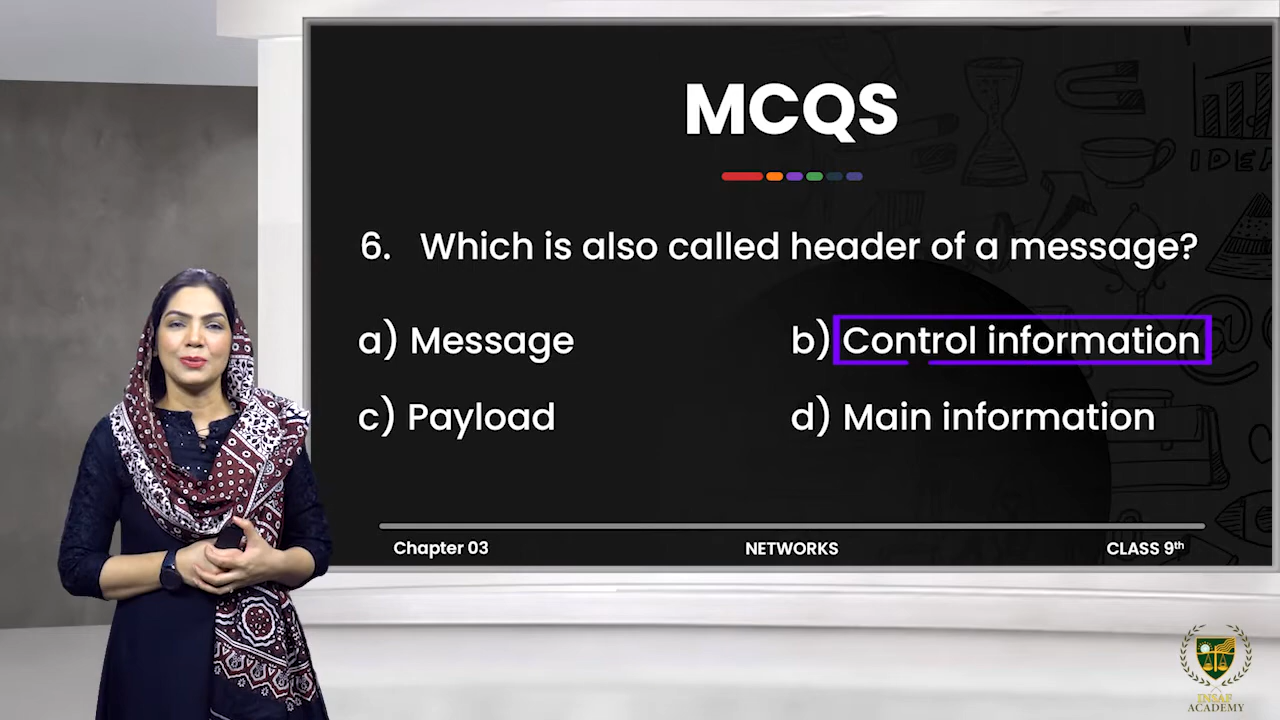 MCQS
6. Which is also called header of a message?
a) Message
b) Control information
c) Payload
d) Main information
Chapter 03
NETWORKS
CLASS 9th
IDEA
INSAF
ACADEMY